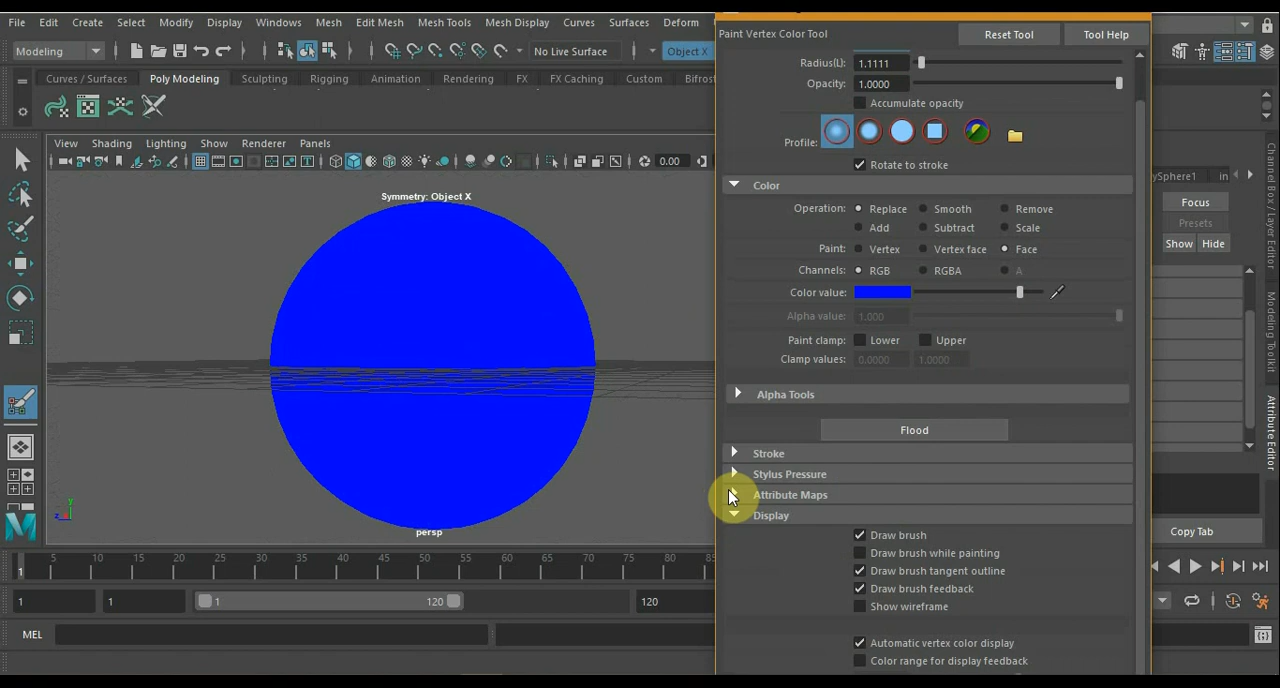 File Edit Create Select Modify Display Windows Mesh Edit Mesh Mesh Tools Mesh Display Curves Surfaces Deform
Modeling No Live Surface Object X
Curves / Surfaces Poly Modeling Sculpting Rigging Animation Rendering FX FX Caching Custom Bifros
View Shading Lighting Show Renderer Panels
0.00
Symmetry: Object X
persp
y
z
Paint Vertex Color Tool Reset Tool Tool Help
Radius(L): 1.1111
Opacity: 1.0000
Accumulate opacity
Profile:
Rotate to stroke
Color
Operation: Replace Smooth Remove
Add Subtract Scale
Paint: Vertex Vertex face Face
Channels: RGB RGBA A
Color value:
Alpha value: 1.000
Paint clamp: Lower Upper
Clamp values: 0.0000 1.0000
Alpha Tools
Flood
Stroke
Stylus Pressure
Attribute Maps
Display
Draw brush
Draw brush while painting
Draw brush tangent outline
Draw brush feedback
Show wireframe
Automatic vertex color display
Color range for display feedback
ySphere1 in
Focus
Presets
Show Hide
Copy Tab
Channel Box / Layer Editor
Modeling Toolkit
Attribute Editor
5 10 15 20 25 30 35 40 45 50 55 60 65 70 75 80 85
1
1 1 1 120 120
MEL